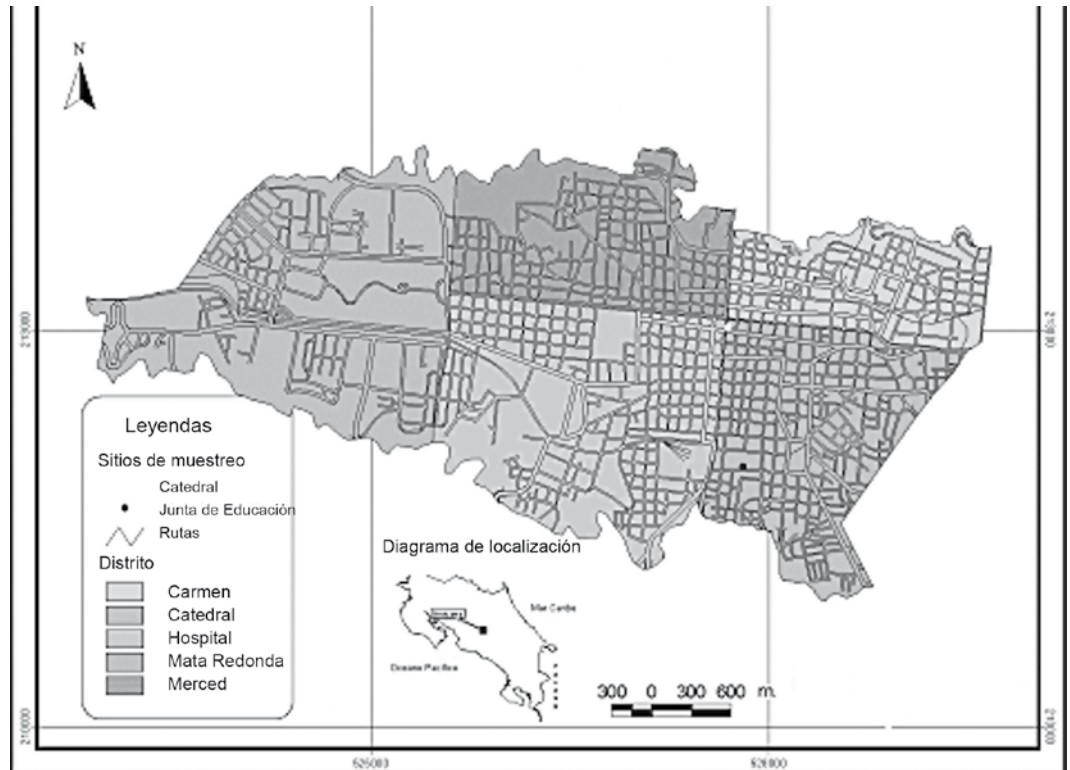 N
Leyendas
Sitios de muestreo
Catedral
Junta de Educación
Rutas
Distrito
Carmen
Catedral
Hospital
Mata Redonda
Merced
Diagrama de localización
Mar Caribe
Oceano Pacifico
300 0 300 600 m.
525000